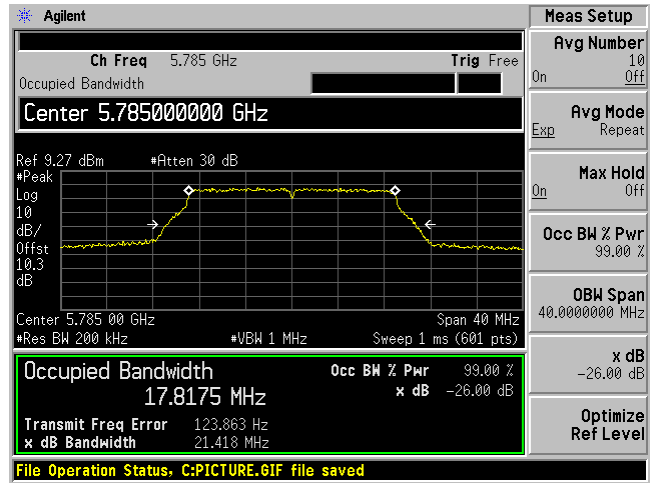 Agilent
Ch Freq 5.785 GHz Trig Free
Occupied Bandwidth
Center 5.785000000 GHz
Ref 9.27 dBm #Atten 30 dB
#Peak
Log
10
dB/
Offst
10.3
dB
Center 5.785 00 GHz Span 40 MHz
#Res BW 200 kHz #VBW 1 MHz Sweep 1 ms (601 pts)
Occupied Bandwidth
17.8175 MHz
Occ BW % Pwr 99.00 %
x dB -26.00 dB
Transmit Freq Error 123.863 Hz
x dB Bandwidth 21.418 MHz
File Operation Status, C:PICTURE.GIF file saved
Meas Setup
Avg Number
10
On Off
Avg Mode
Exp Repeat
Max Hold
On Off
Occ BW % Pwr
99.00 %
OBW Span
40.0000000 MHz
x dB
-26.00 dB
Optimize
Ref Level